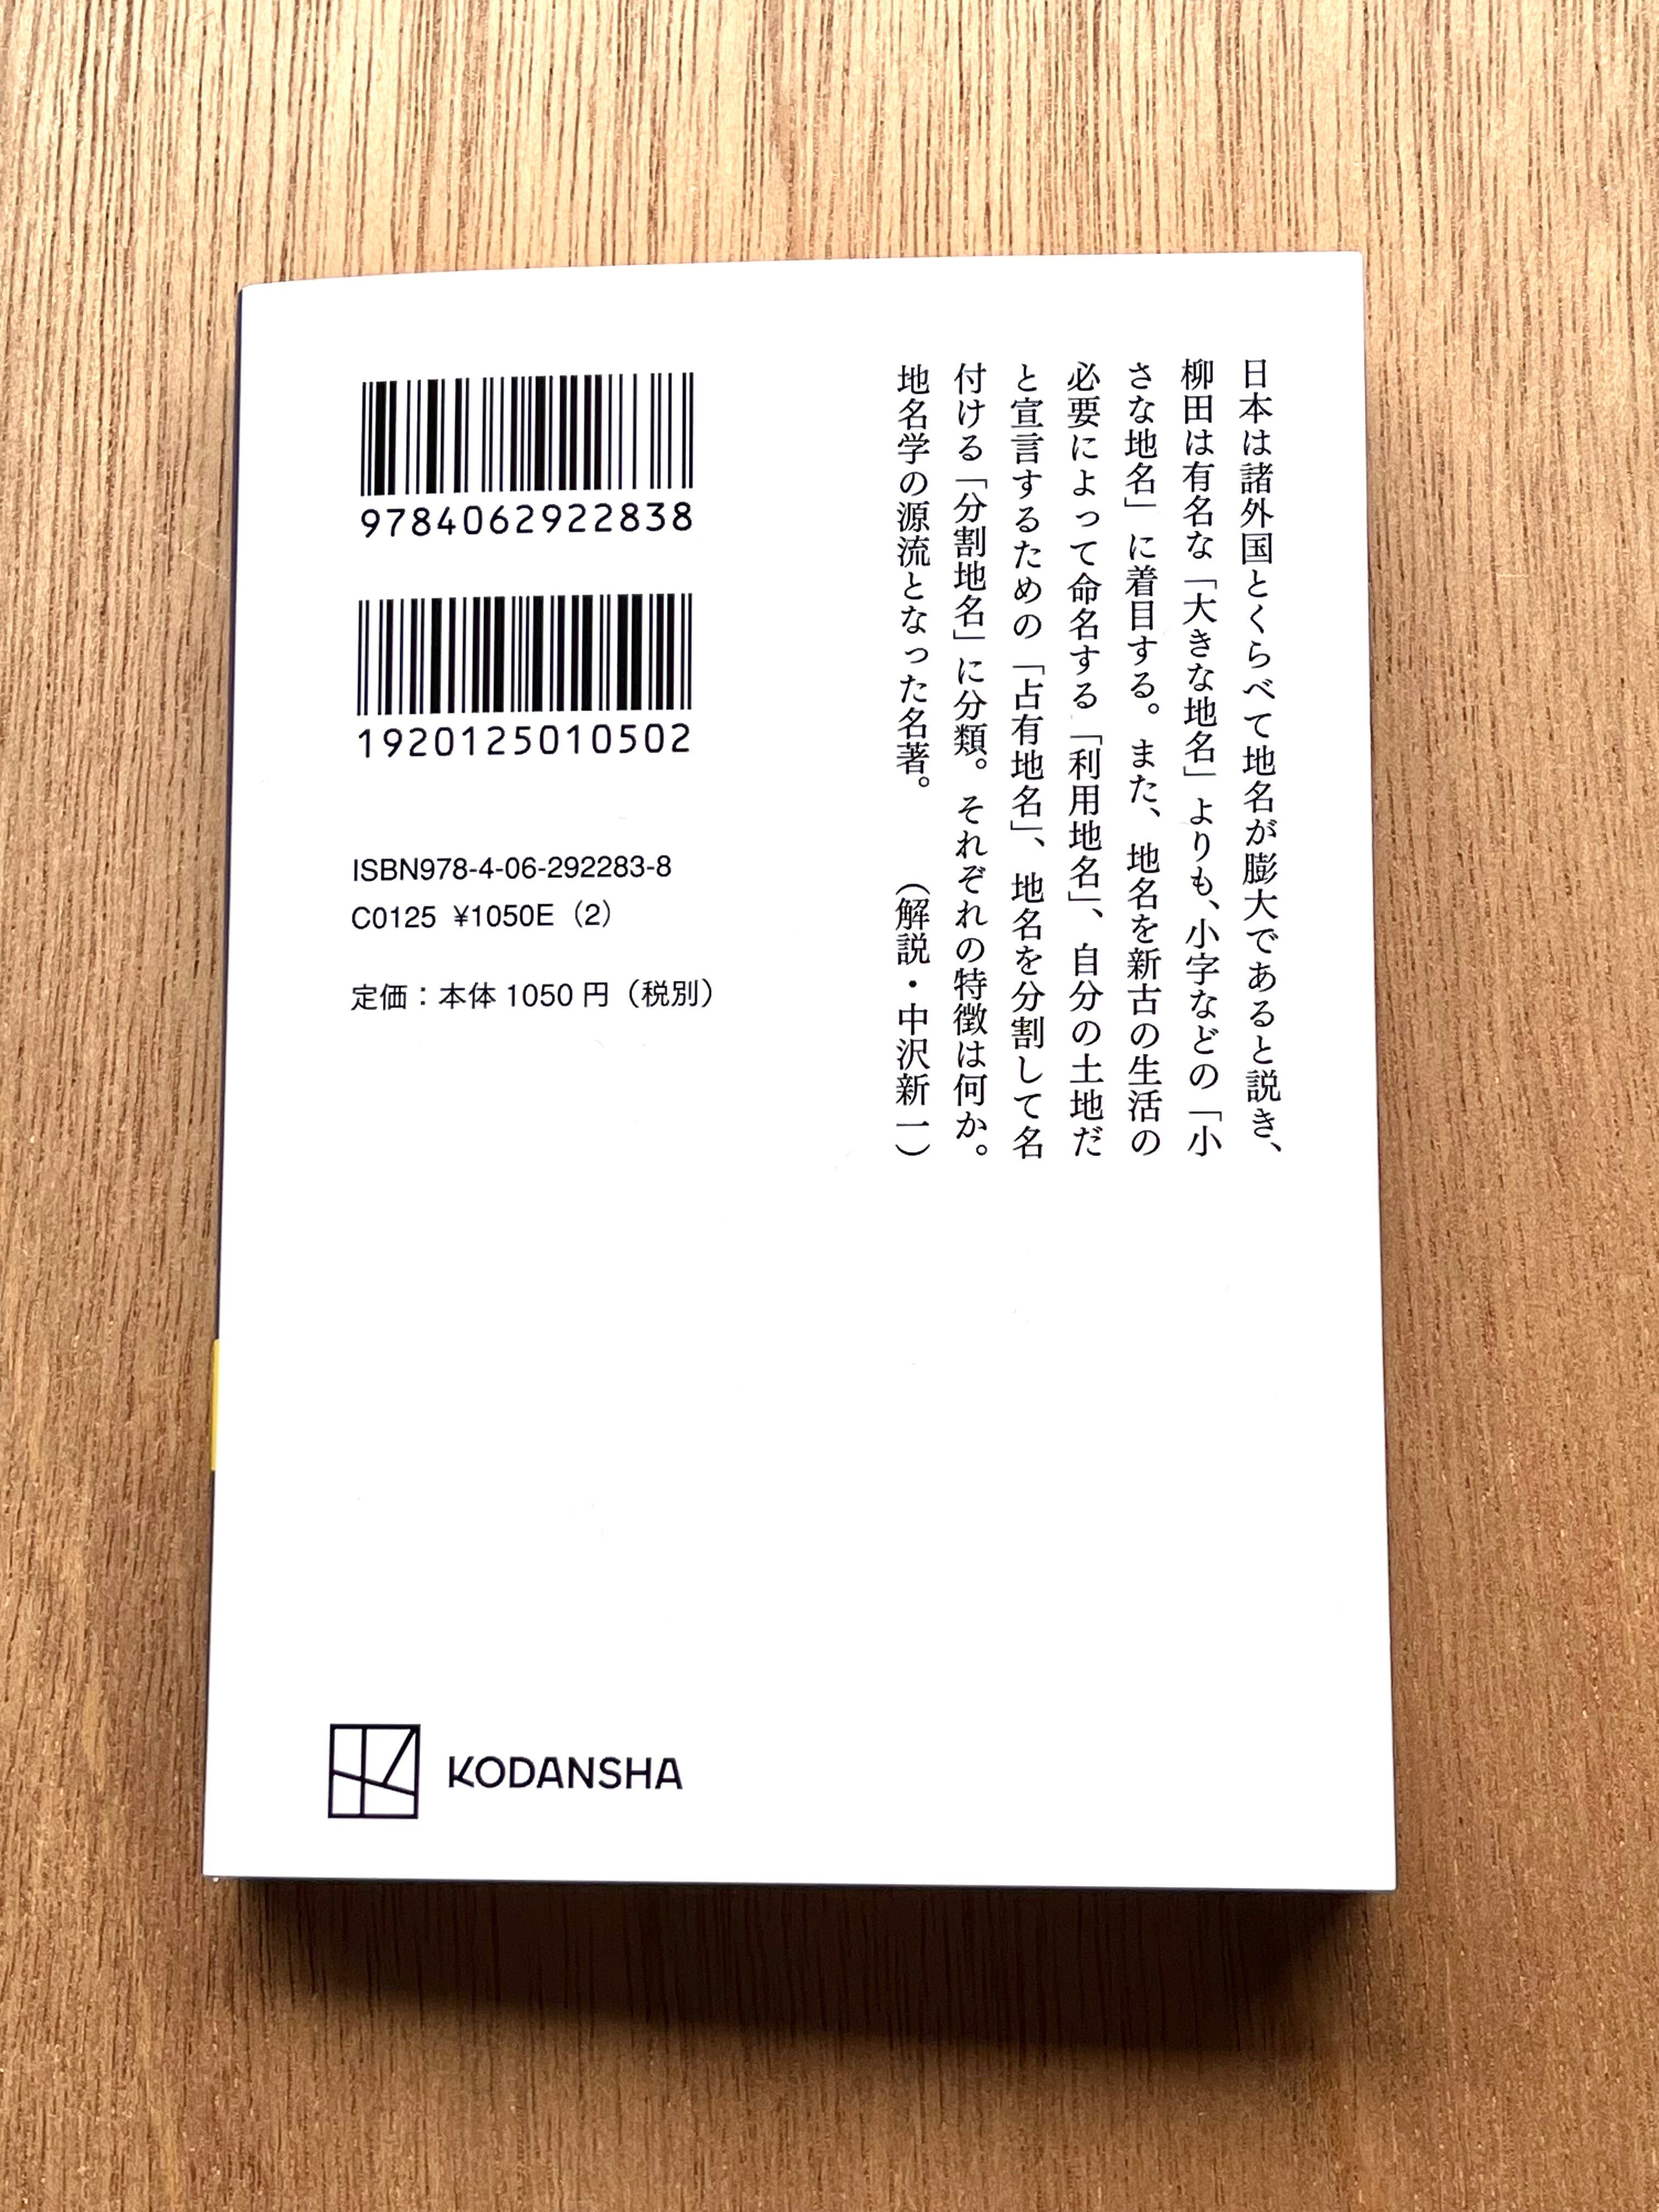 日本は諸外国とくらべて地名が膨大であると説き、
柳田は有名な「大きな地名」よりも、小字などの「小
さな地名」に着目する。また、地名を新古の生活の
必要によって命名する「利用地名」、自分の土地だ
と宣言するための「占有地名」、地名を分割して名
付ける「分割地名」に分類。それぞれの特徴は何か。
地名学の源流となった名著。　（解説・中沢新一）
9784062922838
1920125010502
ISBN978-4-06-292283-8
C0125 ¥1050E（2）
定価：本体 1050 円（税別）
KODANSHA